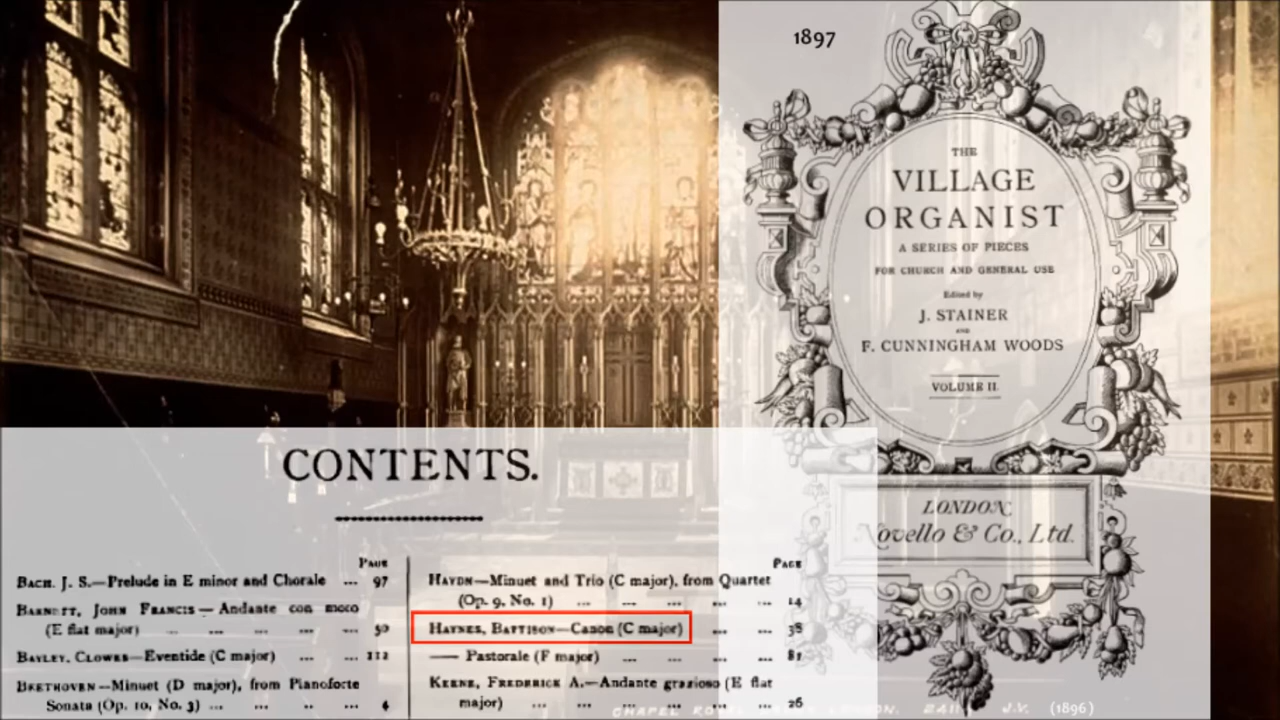 1897
THE
VILLAGE
ORGANIST
A SERIES OF PIECES
FOR CHURCH AND GENERAL USE
Edited by
J. STAINER
AND
F. CUNNINGHAM WOODS
VOLUME II.
LONDON:
Novello & Co., Ltd.
CONTENTS.
PAGE
BACH. J. S.—Prelude in E minor and Chorale ... 97
BARNETT, JOHN FRANCIS—Andante con moto
(E flat major) ... ... ... ... ... 50
BAYLEY, CLOWES—Eventide (C major) ... ... 112
BEETHOVEN—Minuet (D major), from Pianoforte
Sonata (Op. 10, No. 3) ... ... ... ... 4
PAGE
HAYDN—Minuet and Trio (C major), from Quartet
(Op. 9, No. 1) ... ... ... ... ... 14
HAYNES, BATTISON—Canon (C major) ... ... 38
—— Pastorale (F major) ... ... ... ... 81
KEENE, FREDERICK A.—Andante grazioso (E flat
major) ... ... ... ... ... ... 26
CHAPEL LONDON. 2411 J.V. (1896)